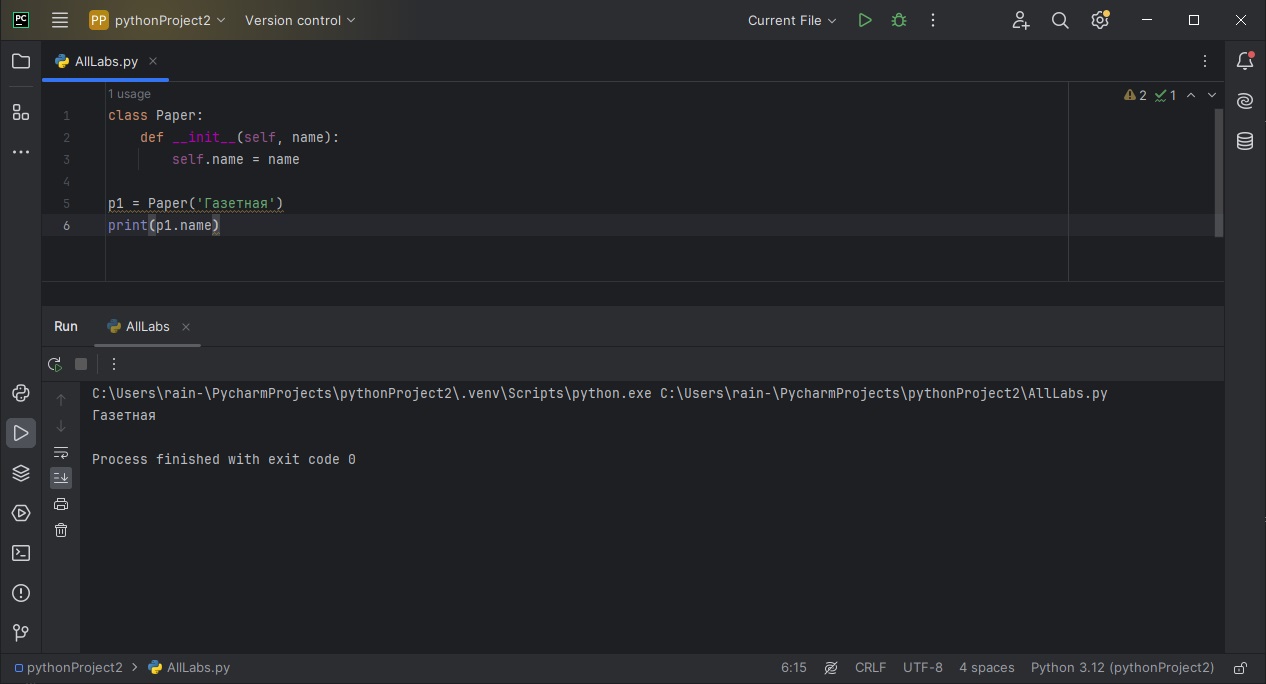 PC PP pythonProject2 Version control Current File
AllLabs.py
1 usage
2 1
1 class Paper:
2 def __init__(self, name):
3 self.name = name
4
5 p1 = Paper('Газетная')
6 print(p1.name)
Run AllLabs
C:\Users\rain-\PycharmProjects\pythonProject2\.venv\Scripts\python.exe C:\Users\rain-\PycharmProjects\pythonProject2\AllLabs.py
Газетная
Process finished with exit code 0
pythonProject2 AllLabs.py 6:15 CRLF UTF-8 4 spaces Python 3.12 (pythonProject2)